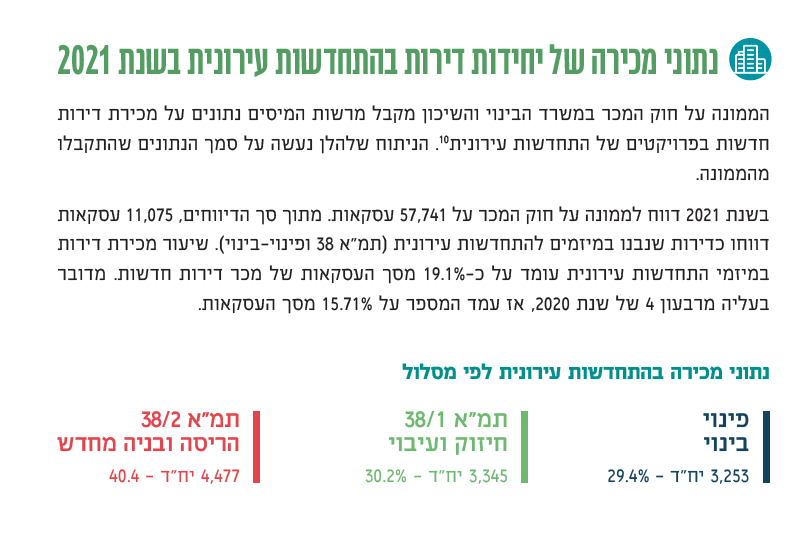 נתוני מכירה של יחידות דירות בהתחדשות עירונית בשנת 2021
הממונה על חוק המכר במשרד הבינוי והשיכון מקבל מרשות המיסים נתונים על מכירת דירות
חדשות בפרויקטים של התחדשות עירונית¹⁰. הניתוח שלהלן נעשה על סמך הנתונים שהתקבלו
מהממונה.
בשנת 2021 דווח לממונה על חוק המכר על 57,741 עסקאות. מתוך סך הדיווחים, 11,075 עסקאות
דווחו כדירות שנבנו במיזמים להתחדשות עירונית (תמ״א 38 ופינוי-בינוי). שיעור מכירת דירות
במיזמי התחדשות עירונית עומד על כ-19.1% מסך העסקאות של מכר דירות חדשות. מדובר
בעליה מרבעון 4 של שנת 2020, אז עמד המספר על 15.71% מסך העסקאות.
נתוני מכירה בהתחדשות עירונית לפי מסלול
פינוי
בינוי
3,253 יח״ד - 29.4%
תמ״א 38/1
חיזוק ועיבוי
3,345 יח״ד - 30.2%
תמ״א 38/2
הריסה ובניה מחדש
4,477 יח״ד - 40.4